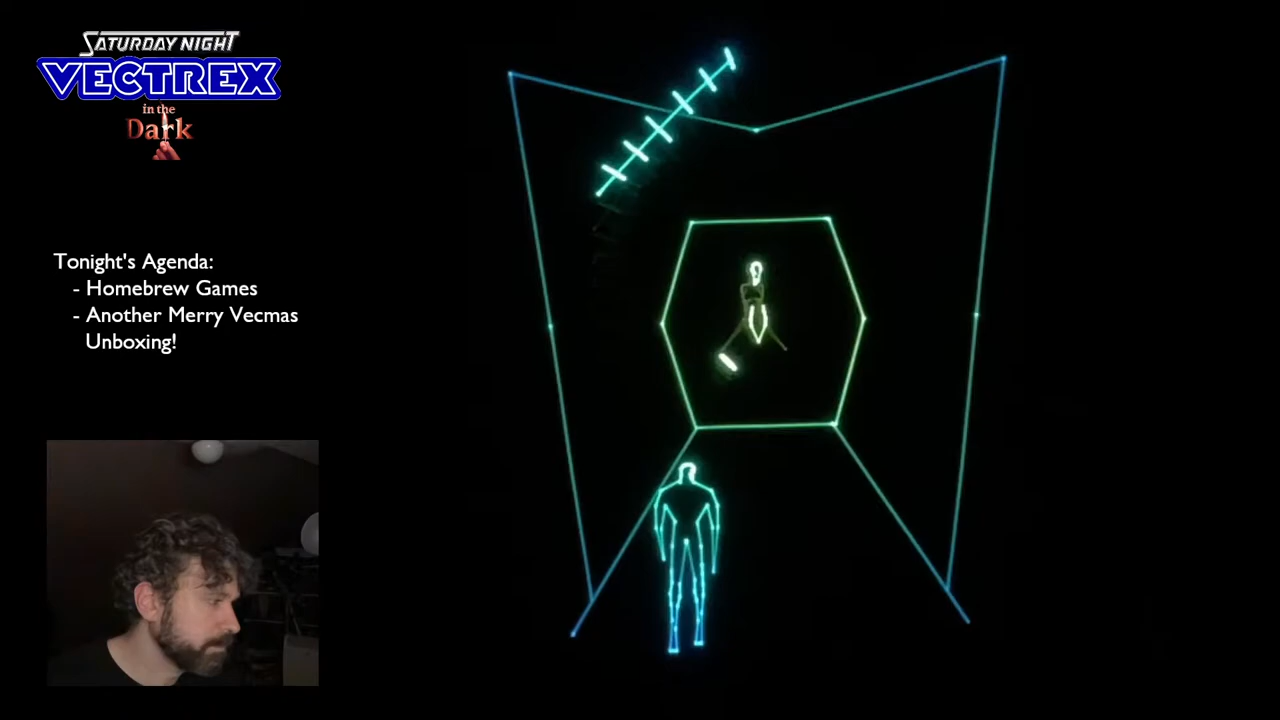 SATURDAY NIGHT
VECTREX
in the
Dark
Tonight's Agenda:
- Homebrew Games
- Another Merry Vecmas
Unboxing!